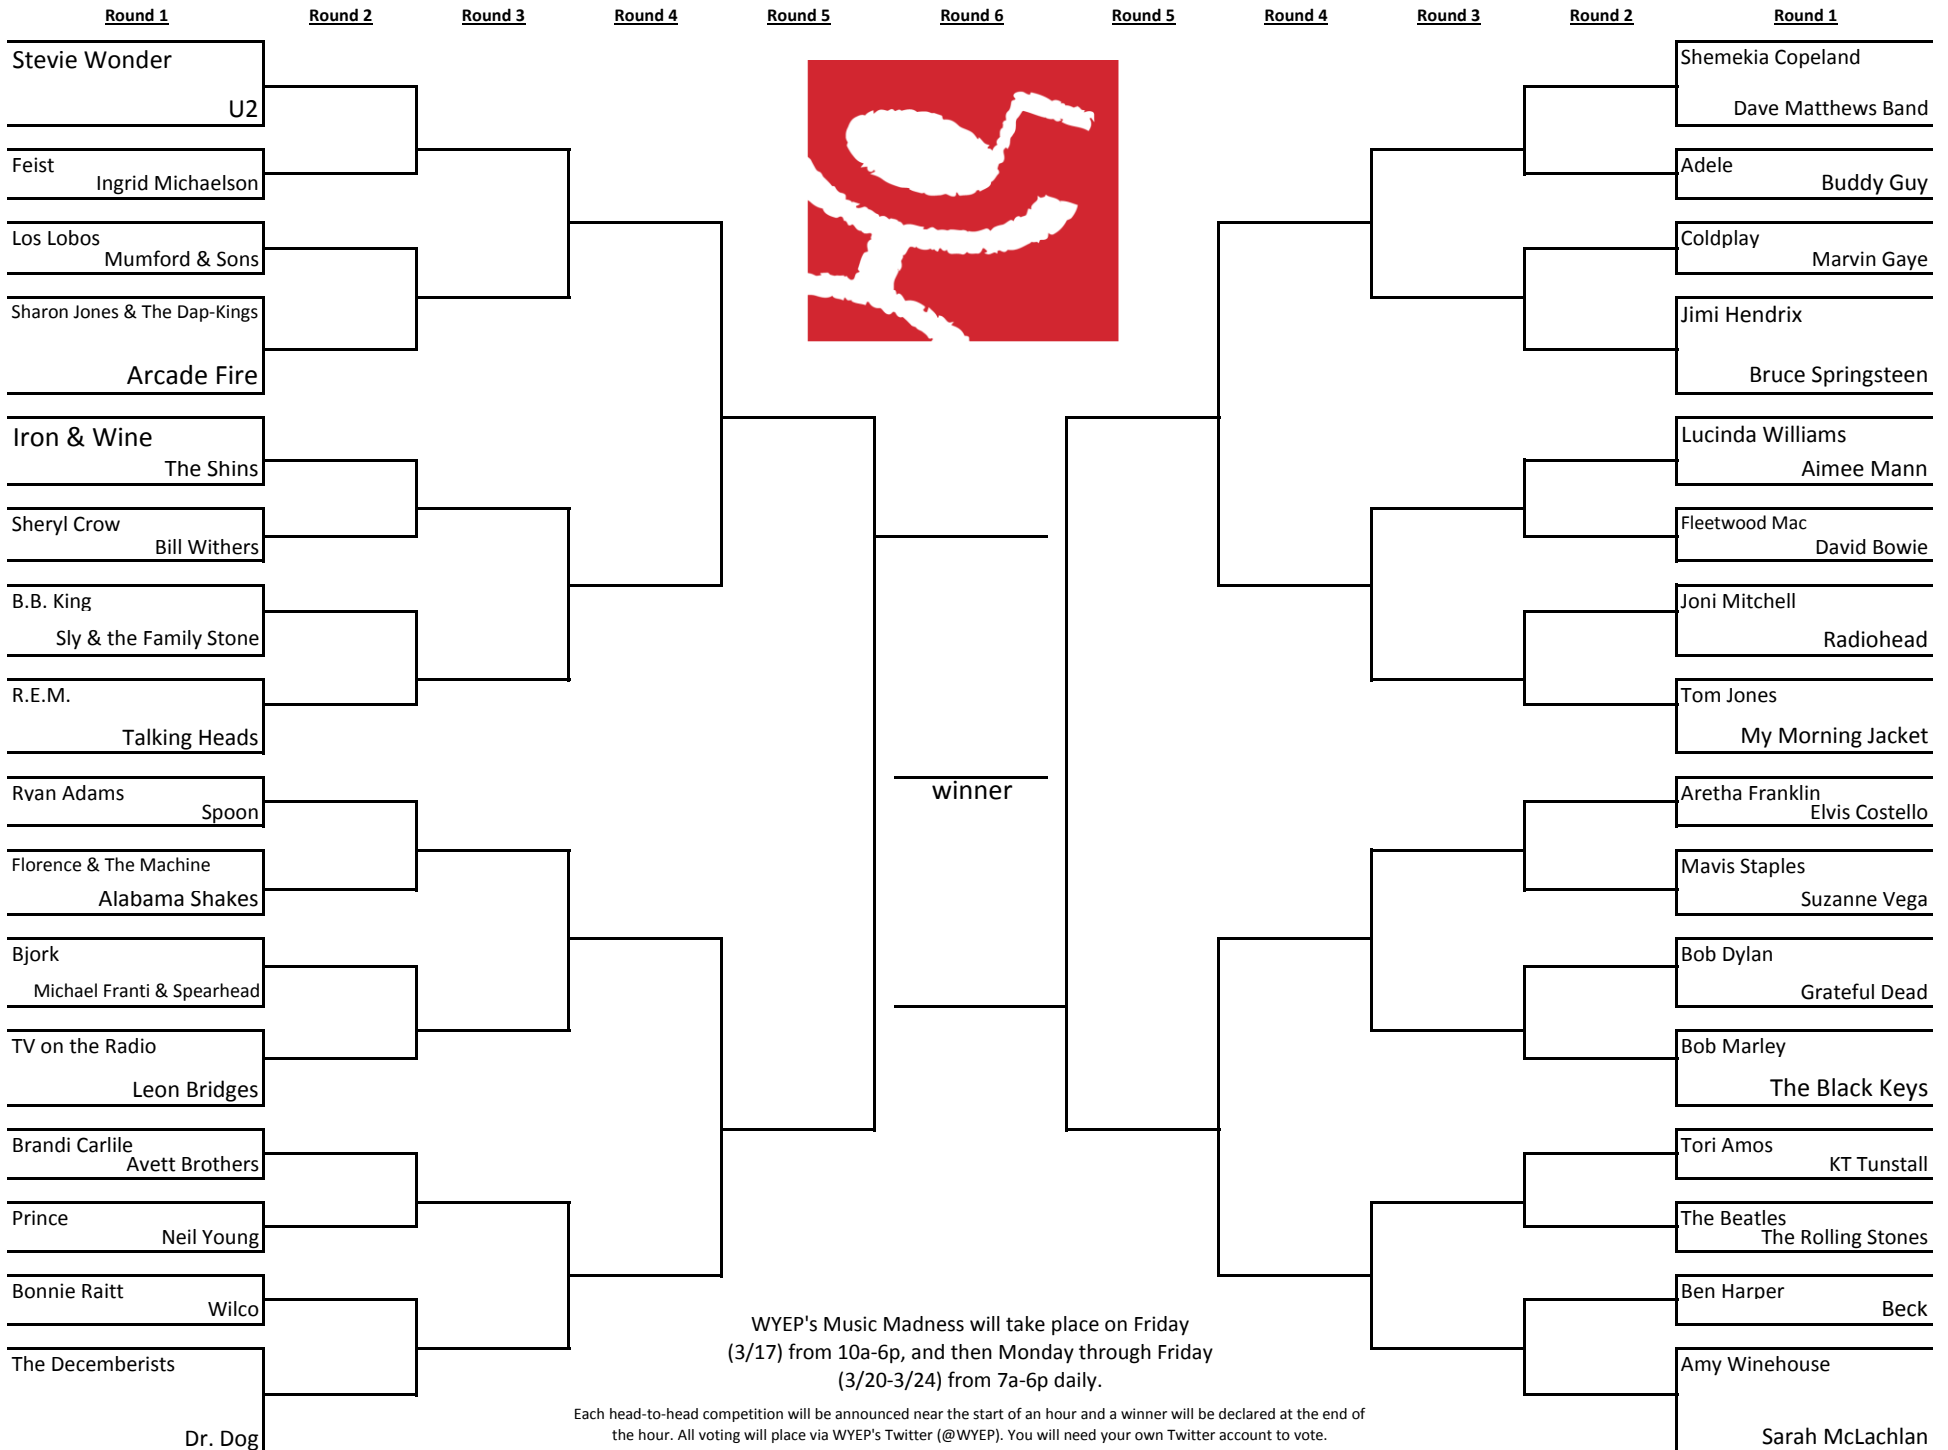 Round 1 Round 2 Round 3 Round 4 Round 5 Round 6 Round 5 Round 4 Round 3 Round 2 Round 1
Stevie Wonder
U2
Feist
Ingrid Michaelson
Los Lobos
Mumford & Sons
Sharon Jones & The Dap-Kings
Arcade Fire
Iron & Wine
The Shins
Sheryl Crow
Bill Withers
B.B. King
Sly & the Family Stone
R.E.M.
Talking Heads
Ryan Adams
Spoon
Florence & The Machine
Alabama Shakes
Bjork
Michael Franti & Spearhead
TV on the Radio
Leon Bridges
Brandi Carlile
Avett Brothers
Prince
Neil Young
Bonnie Raitt
Wilco
The Decemberists
Dr. Dog
winner
WYEP's Music Madness will take place on Friday
(3/17) from 10a-6p, and then Monday through Friday
(3/20-3/24) from 7a-6p daily.
Each head-to-head competition will be announced near the start of an hour and a winner will be declared at the end of
the hour. All voting will place via WYEP's Twitter (@WYEP). You will need your own Twitter account to vote.
Shemekia Copeland
Dave Matthews Band
Adele
Buddy Guy
Coldplay
Marvin Gaye
Jimi Hendrix
Bruce Springsteen
Lucinda Williams
Aimee Mann
Fleetwood Mac
David Bowie
Joni Mitchell
Radiohead
Tom Jones
My Morning Jacket
Aretha Franklin
Elvis Costello
Mavis Staples
Suzanne Vega
Bob Dylan
Grateful Dead
Bob Marley
The Black Keys
Tori Amos
KT Tunstall
The Beatles
The Rolling Stones
Ben Harper
Beck
Amy Winehouse
Sarah McLachlan